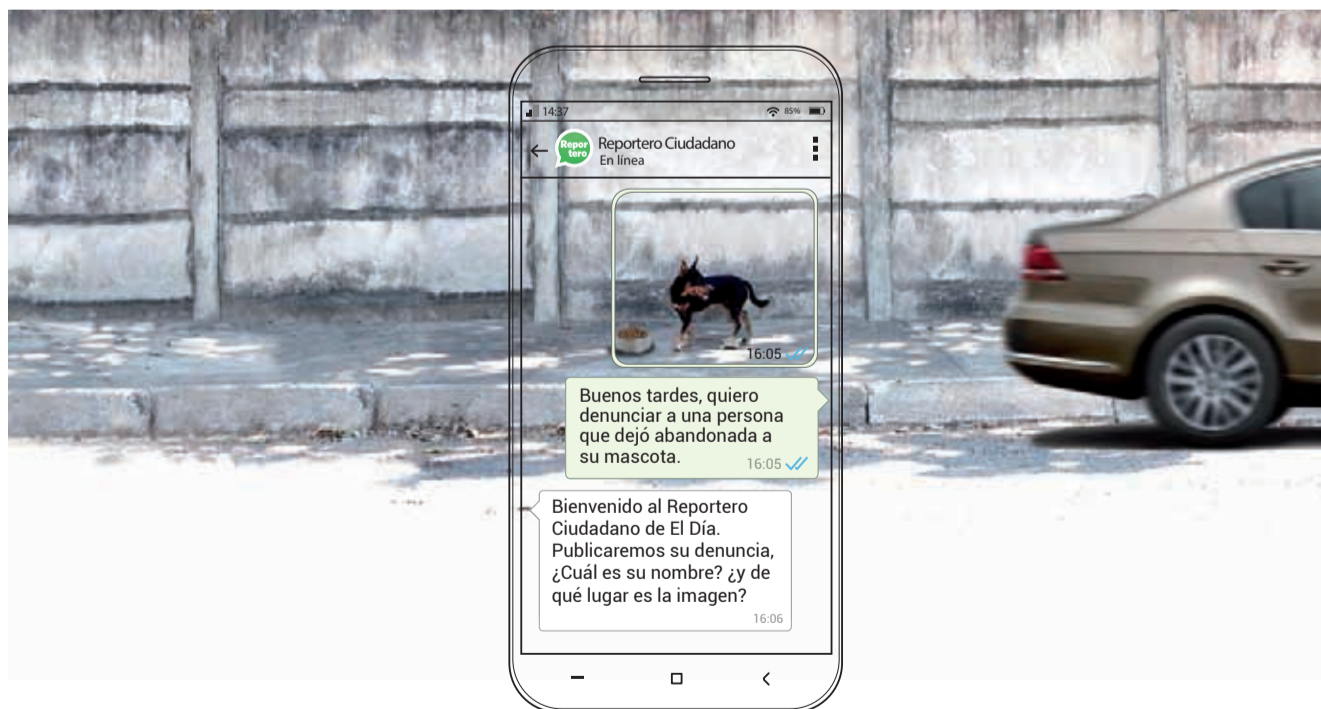 14:37
85%
Repor
tero
Reportero Ciudadano
En línea
16:05
Buenos tardes, quiero
denunciar a una persona
que dejó abandonada a
su mascota.
16:05
Bienvenido al Reportero
Ciudadano de El Día.
Publicaremos su denuncia,
¿Cuál es su nombre? ¿y de
qué lugar es la imagen?
16:06